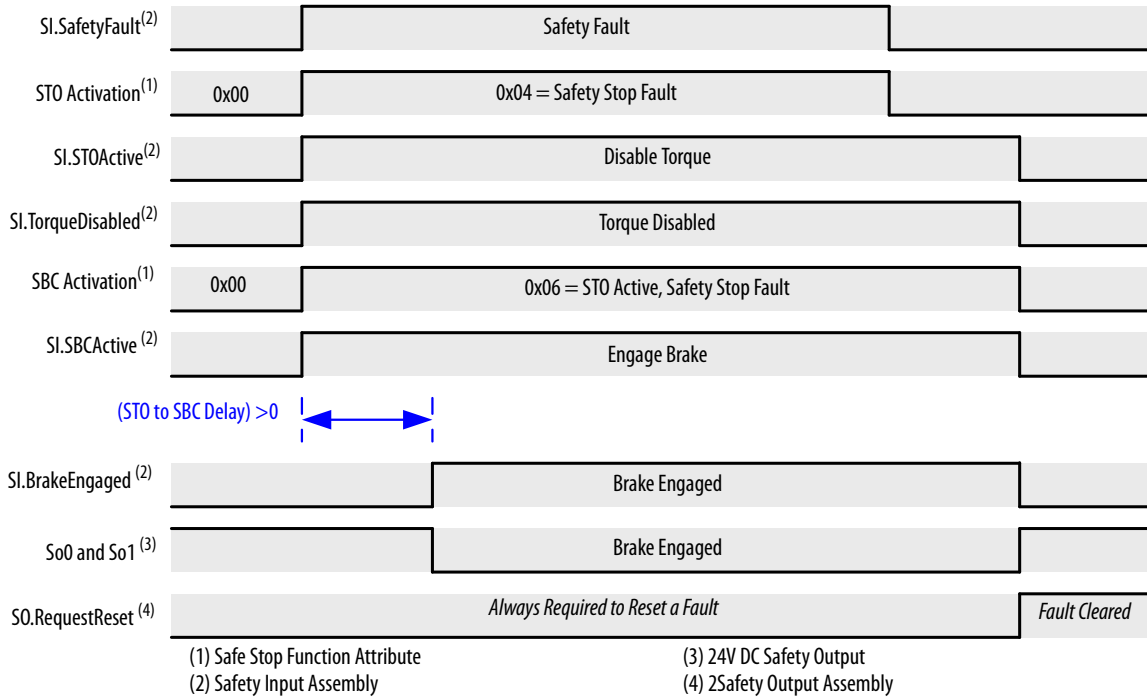 SI.SafetyFault(2)
Safety Fault
STO Activation(1)
0x00
0x04 = Safety Stop Fault
SI.STOActive(2)
Disable Torque
SI.TorqueDisabled(2)
Torque Disabled
SBC Activation(1)
0x00
0x06 = STO Active, Safety Stop Fault
SI.SBCActive (2)
Engage Brake
(STO to SBC Delay) >0
SI.BrakeEngaged (2)
Brake Engaged
So0 and So1 (3)
Brake Engaged
SO.RequestReset (4)
Always Required to Reset a Fault
Fault Cleared
(1) Safe Stop Function Attribute
(2) Safety Input Assembly
(3) 24V DC Safety Output
(4) 2Safety Output Assembly